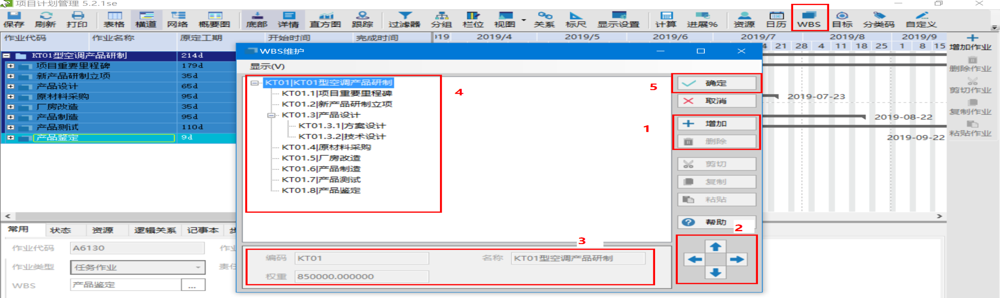 项目计划管理 5.2.1se
保存 刷新 打印 表格 横道 网络 概要图 底部 详情 直方图 跟踪 过滤器 分组 栏位 视图 关系 标尺 显示设置 计算 进展% 资源 日历 WBS 目标 分类码 自定义
作业代码 作业名称 原定工期 开始时间 完成时间 2019/4 2019/5 2019/6 2019/7 2019/8 2019/9
21 28 4 11 18 25 1 8 15
KT01型空调产品研制 214d
项目重要里程碑 179d
新产品研制立项 35d
产品设计 65d
原材料采购 95d
厂房改造 35d
产品制造 95d
产品测试 110d
产品鉴定 9d
2019-07-23
2019-08-22
2019-09-22
增加作业
删除作业
剪切作业
复制作业
粘贴作业
WBS维护
显示(V)
KT01|KT01型空调产品研制
KT01.1|项目重要里程碑
KT01.2|新产品研制立项
KT01.3|产品设计
KT01.3.1|方案设计
KT01.3.2|技术设计
KT01.4|原材料采购
KT01.5|厂房改造
KT01.6|产品制造
KT01.7|产品测试
KT01.8|产品鉴定
4
5
确定
取消
1
增加
删除
剪切
复制
粘贴
帮助
2
3
编码 KT01 名称 KT01型空调产品研制
权重 850000.000000
常用 状态 资源 逻辑关系 记事本
作业代码 A6130
作业类型 任务作业
WBS 产品鉴定 ...